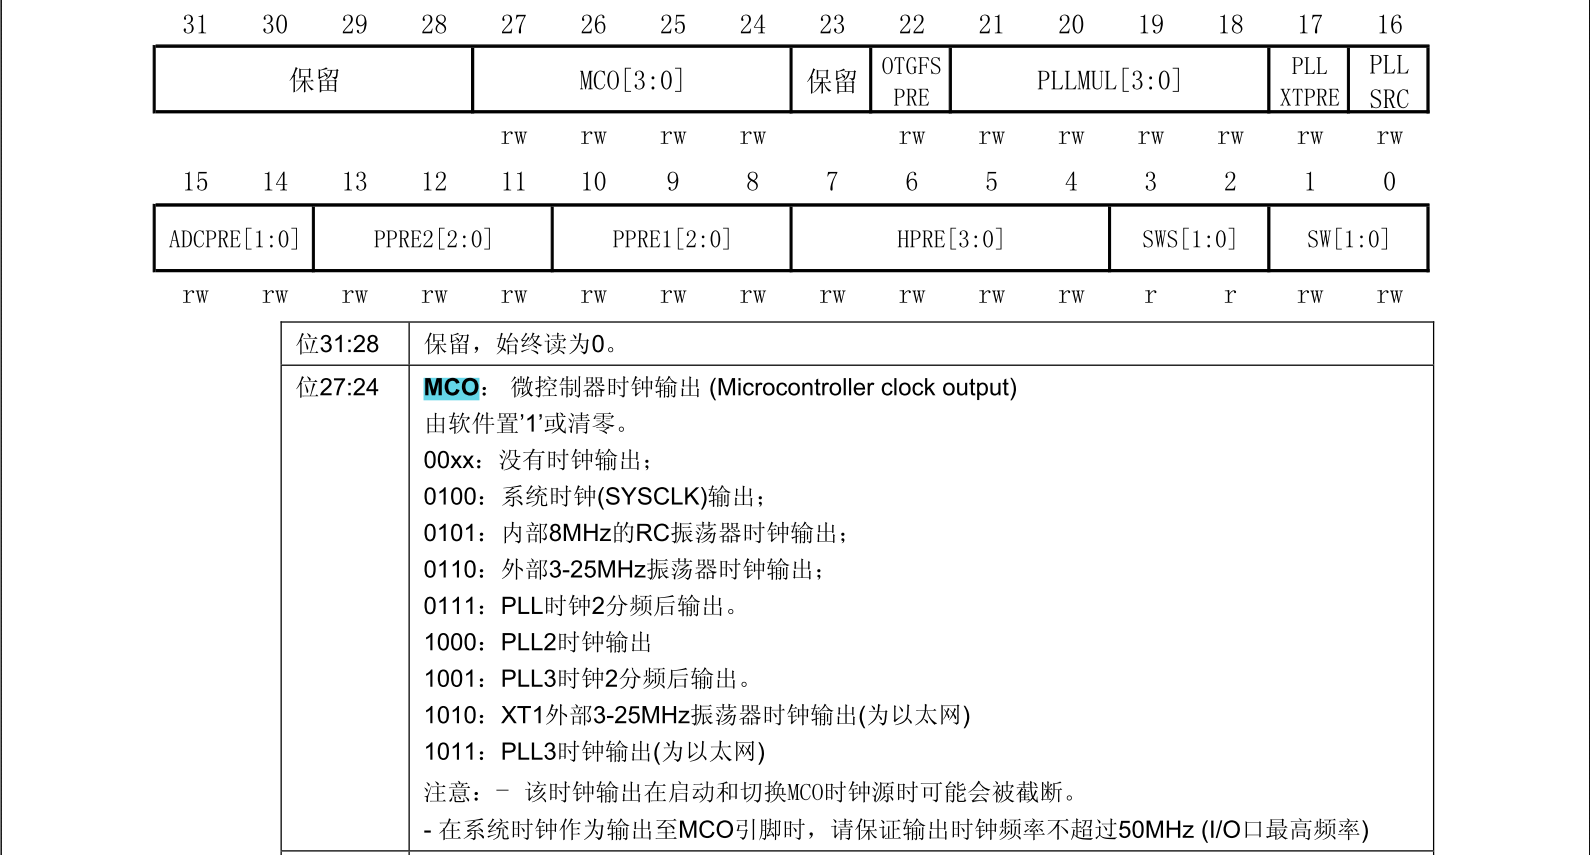 31 30 29 28 27 26 25 24 23 22 21 20 19 18 17 16
保留 MCO[3:0] 保留 OTGFS PRE PLLMUL[3:0] PLL XTPRE PLL SRC
rw rw rw rw rw rw rw rw rw rw rw
15 14 13 12 11 10 9 8 7 6 5 4 3 2 1 0
ADCPRE[1:0] PPRE2[2:0] PPRE1[2:0] HPRE[3:0] SWS[1:0] SW[1:0]
rw rw rw rw rw rw rw rw rw rw rw rw r r rw rw
位31:28 保留，始终读为0。
位27:24 MCO： 微控制器时钟输出 (Microcontroller clock output)
由软件置’1’或清零。
00xx：没有时钟输出；
0100：系统时钟(SYSCLK)输出；
0101：内部8MHz的RC振荡器时钟输出；
0110：外部3-25MHz振荡器时钟输出；
0111：PLL时钟2分频后输出。
1000：PLL2时钟输出
1001：PLL3时钟2分频后输出。
1010：XT1外部3-25MHz振荡器时钟输出(为以太网)
1011：PLL3时钟输出(为以太网)
注意：- 该时钟输出在启动和切换MCO时钟源时可能会被截断。
- 在系统时钟作为输出至MCO引脚时，请保证输出时钟频率不超过50MHz (I/O口最高频率)